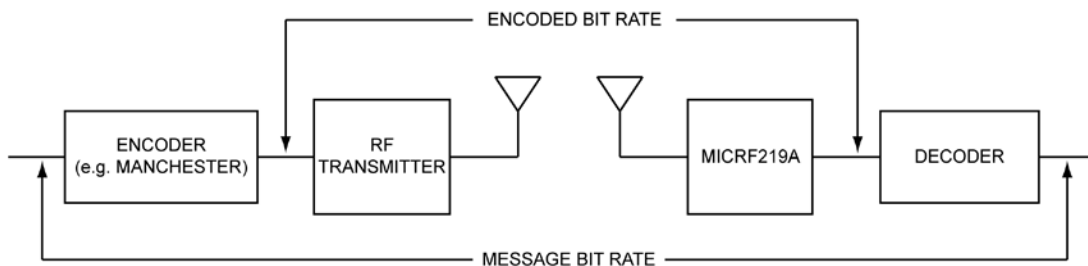 ENCODED BIT RATE
ENCODER
(e.g. MANCHESTER)
RF
TRANSMITTER
MICRF219A
DECODER
MESSAGE BIT RATE